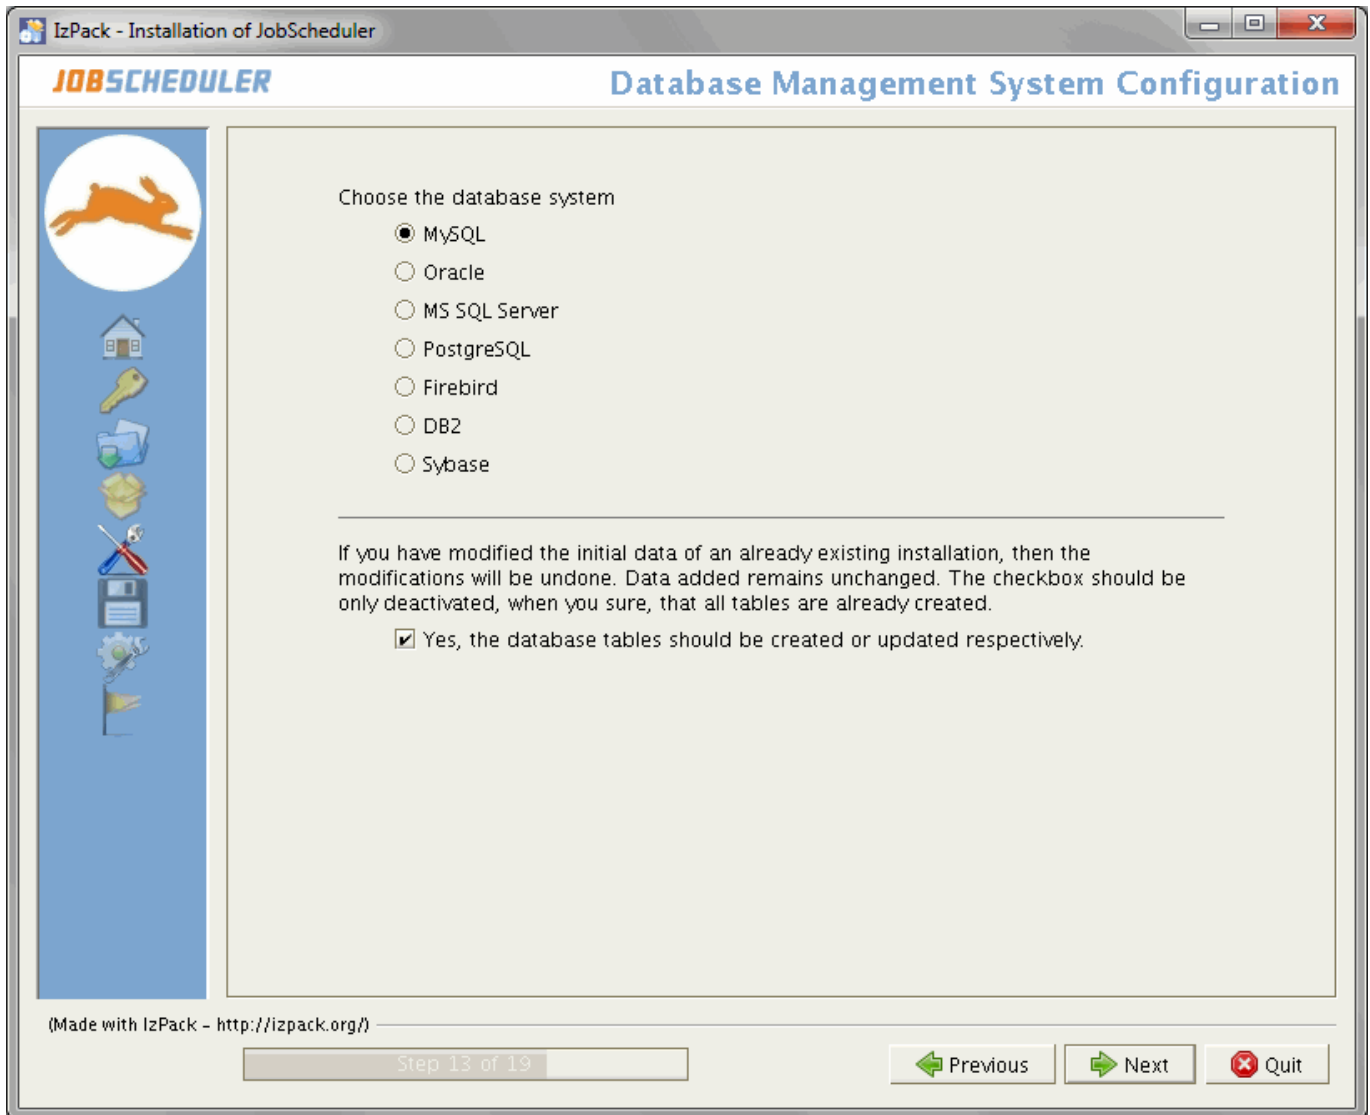 IzPack - Installation of JobScheduler
JOBSCHEDULER
Database Management System Configuration
Choose the database system
MySQL
Oracle
MS SQL Server
PostgreSQL
Firebird
DB2
Sybase
If you have modified the initial data of an already existing installation, then the
modifications will be undone. Data added remains unchanged. The checkbox should be
only deactivated, when you sure, that all tables are already created.
Yes, the database tables should be created or updated respectively.
(Made with IzPack - http://izpack.org/)
Step 13 of 19
Previous
Next
Quit